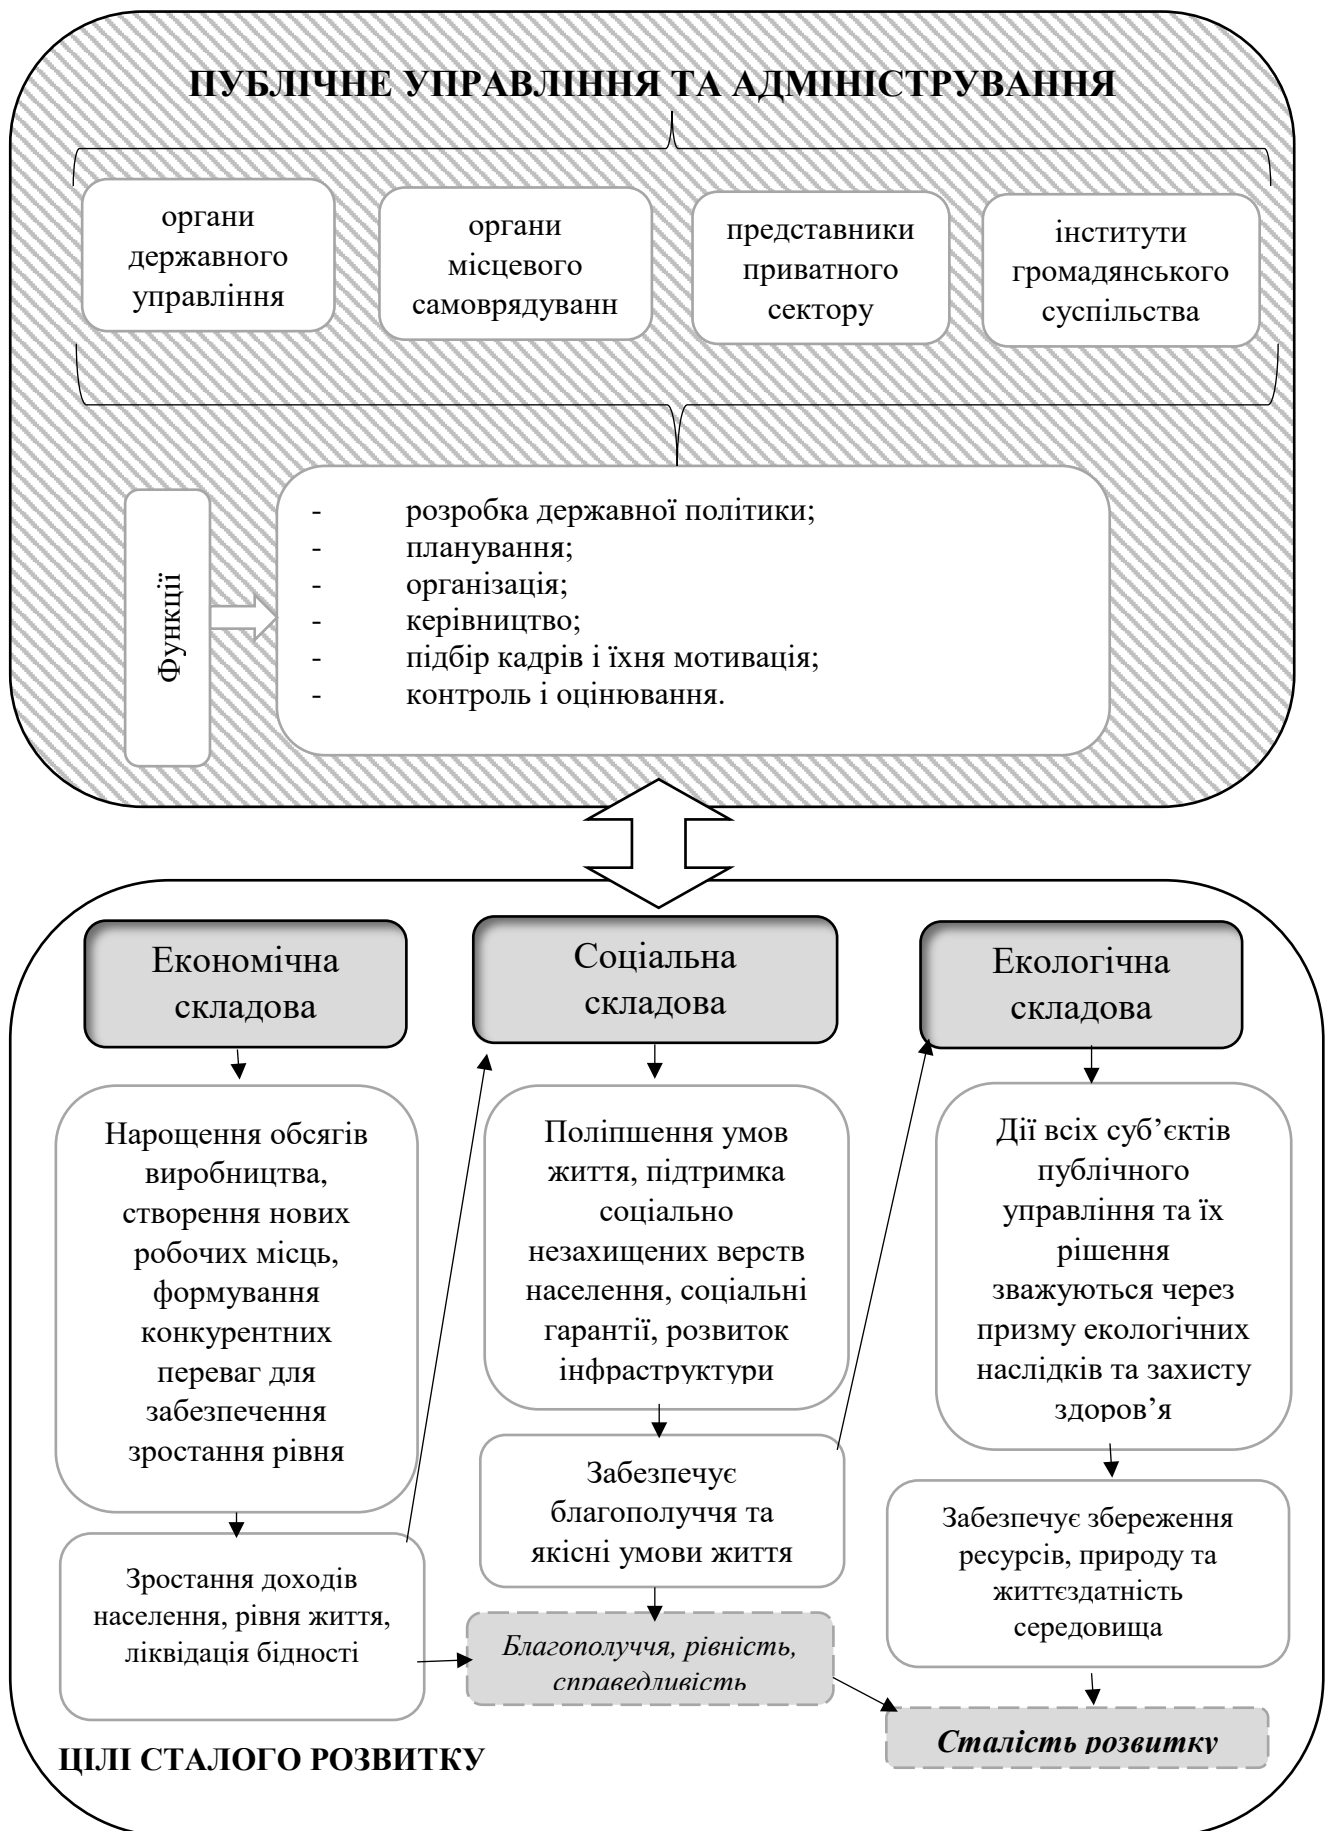 ПУБЛІЧНЕ УПРАВЛІННЯ ТА АДМІНІСТРУВАННЯ
органи
державного
управління
органи
місцевого
самоврядуванн
представники
приватного
сектору
інститути
громадянського
суспільства
Функції
- розробка державної політики;
- планування;
- організація;
- керівництво;
- підбір кадрів і їхня мотивація;
- контроль і оцінювання.
Економічна
складова
Нарощення обсягів
виробництва,
створення нових
робочих місць,
формування
конкурентних
переваг для
забезпечення
зростання рівня
Зростання доходів
населення, рівня життя,
ліквідація бідності
Соціальна
складова
Поліпшення умов
життя, підтримка
соціально
незахищених верств
населення, соціальні
гарантії, розвиток
інфраструктури
Забезпечує
благополуччя та
якісні умови життя
Благополуччя, рівність,
справедливість
Екологічна
складова
Дії всіх суб’єктів
публічного
управління та їх
рішення
зважуються через
призму екологічних
наслідків та захисту
здоров’я
Забезпечує збереження
ресурсів, природу та
життєздатність
середовища
Сталість розвитку
ЦІЛІ СТАЛОГО РОЗВИТКУ